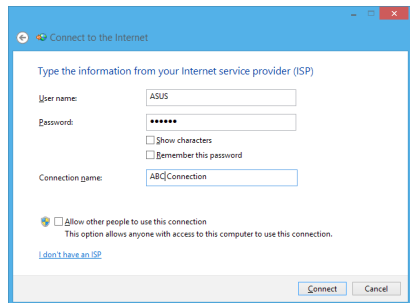 Connect to the Internet
Type the information from your Internet service provider (ISP)
User name:
ASUS
Password:
••••••
Show characters
Remember this password
Connection name:
ABC Connection
Allow other people to use this connection
This option allows anyone with access to this computer to use this connection.
I don't have an ISP
Connect
Cancel